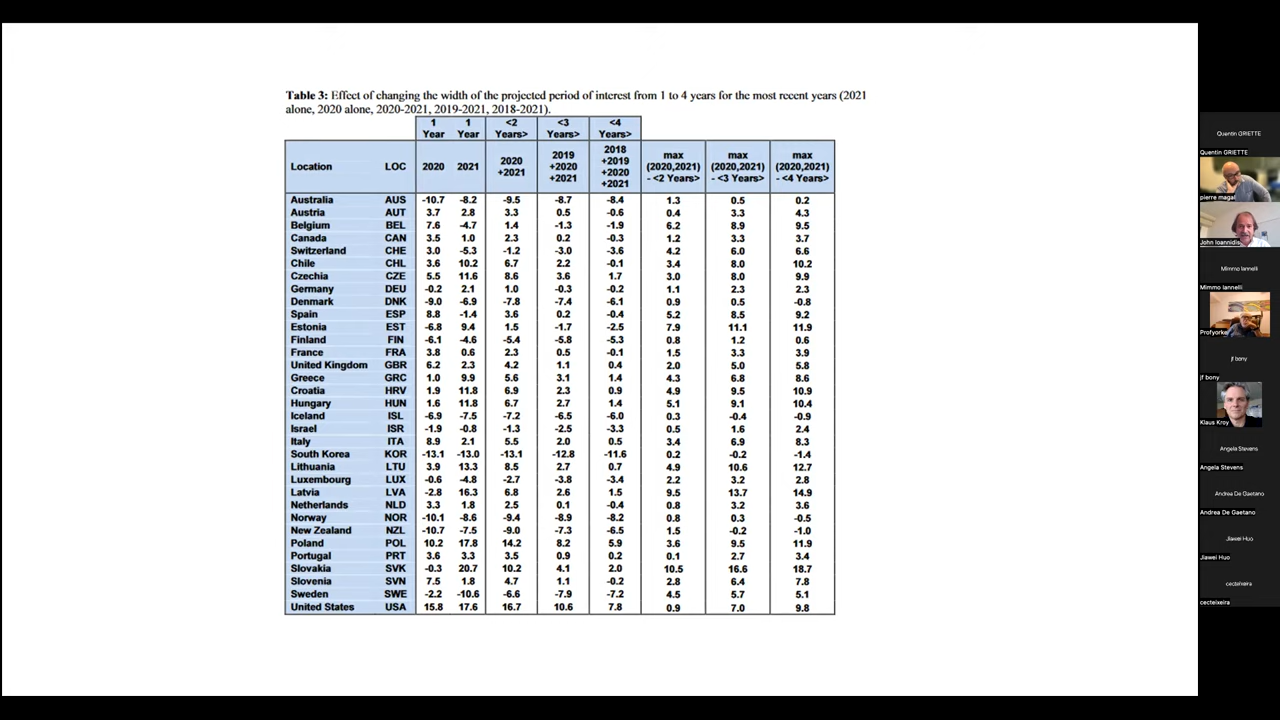 Table 3: Effect of changing the width of the projected period of interest from 1 to 4 years for the most recent years (2021
alone, 2020 alone, 2020-2021, 2019-2021, 2018-2021).
1 Year 1 Year <2 Years> <3 Years> <4 Years>
Location LOC 2020 2021 2020 +2021 2019 +2020 +2021 2018 +2019 +2020 +2021 max (2020,2021) - <2 Years> max (2020,2021) - <3 Years> max (2020,2021) - <4 Years>
Australia AUS -10.7 -8.2 -9.5 -8.7 -8.4 1.3 0.5 0.2
Austria AUT 3.7 2.8 3.3 0.5 -0.6 0.4 3.3 4.3
Belgium BEL 7.6 -4.7 1.4 -1.3 -1.9 6.2 8.9 9.5
Canada CAN 3.5 1.0 2.3 0.2 -0.3 1.2 3.3 3.7
Switzerland CHE 3.0 -5.3 -1.2 -3.0 -3.6 4.2 6.0 6.6
Chile CHL 3.6 10.2 6.7 2.2 -0.1 3.4 8.0 10.2
Czechia CZE 5.5 11.6 8.6 3.6 1.7 3.0 8.0 9.9
Germany DEU -0.2 2.1 1.0 -0.3 -0.2 1.1 2.3 2.3
Denmark DNK -9.0 -6.9 -7.8 -7.4 -6.1 0.9 0.5 -0.8
Spain ESP 8.8 -1.4 3.6 0.2 -0.4 5.2 8.5 9.2
Estonia EST -6.8 9.4 1.5 -1.7 -2.5 7.9 11.1 11.9
Finland FIN -6.1 -4.6 -5.4 -5.8 -5.3 0.8 1.2 0.6
France FRA 3.8 0.6 2.3 0.5 -0.1 1.5 3.3 3.9
United Kingdom GBR 6.2 2.3 4.2 1.1 0.4 2.0 5.0 5.8
Greece GRC 1.0 9.9 5.6 3.1 1.4 4.3 6.8 8.6
Croatia HRV 1.9 11.8 6.9 2.3 0.9 4.9 9.5 10.9
Hungary HUN 1.6 11.8 6.7 2.7 1.4 5.1 9.1 10.4
Iceland ISL -6.9 -7.5 -7.2 -6.5 -6.0 0.3 -0.4 -0.9
Israel ISR -1.9 -0.8 -1.3 -2.5 -3.3 0.5 1.6 2.4
Italy ITA 8.9 2.1 5.5 2.0 0.5 3.4 6.9 8.3
South Korea KOR -13.1 -13.0 -13.1 -12.8 -11.6 0.2 -0.2 -1.4
Lithuania LTU 3.9 13.3 8.5 2.7 0.7 4.9 10.6 12.7
Luxembourg LUX -0.6 -4.8 -2.7 -3.8 -3.4 2.2 3.2 2.8
Latvia LVA -2.8 16.3 6.8 2.6 1.5 9.5 13.7 14.9
Netherlands NLD 3.3 1.8 2.5 0.1 -0.4 0.8 3.2 3.6
Norway NOR -10.1 -8.6 -9.4 -8.9 -8.2 0.8 0.3 -0.5
New Zealand NZL -10.7 -7.5 -9.0 -7.3 -6.5 1.5 -0.2 -1.0
Poland POL 10.2 17.8 14.2 8.2 5.9 3.6 9.5 11.9
Portugal PRT 3.6 3.3 3.5 0.9 0.2 0.1 2.7 3.4
Slovakia SVK -0.3 20.7 10.2 4.1 2.0 10.5 16.6 18.7
Slovenia SVN 7.5 1.8 4.7 1.1 -0.2 2.8 6.4 7.8
Sweden SWE -2.2 -10.6 -6.6 -7.9 -7.2 4.5 5.7 5.1
United States USA 15.8 17.6 16.7 10.6 7.8 0.9 7.0 9.8
Quentin GRIETTE
Quentin GRIETTE
pierre magal
John Ioannidis
Mimmo Iannelli
Mimmo Iannelli
Profyorke
jf bony
jf bony
Klaus Kroy
Angela Stevens
Angela Stevens
Andrea De Gaetano
Andrea De Gaetano
Jiawei Huo
Jiawei Huo
cecteixeira
cecteixeira